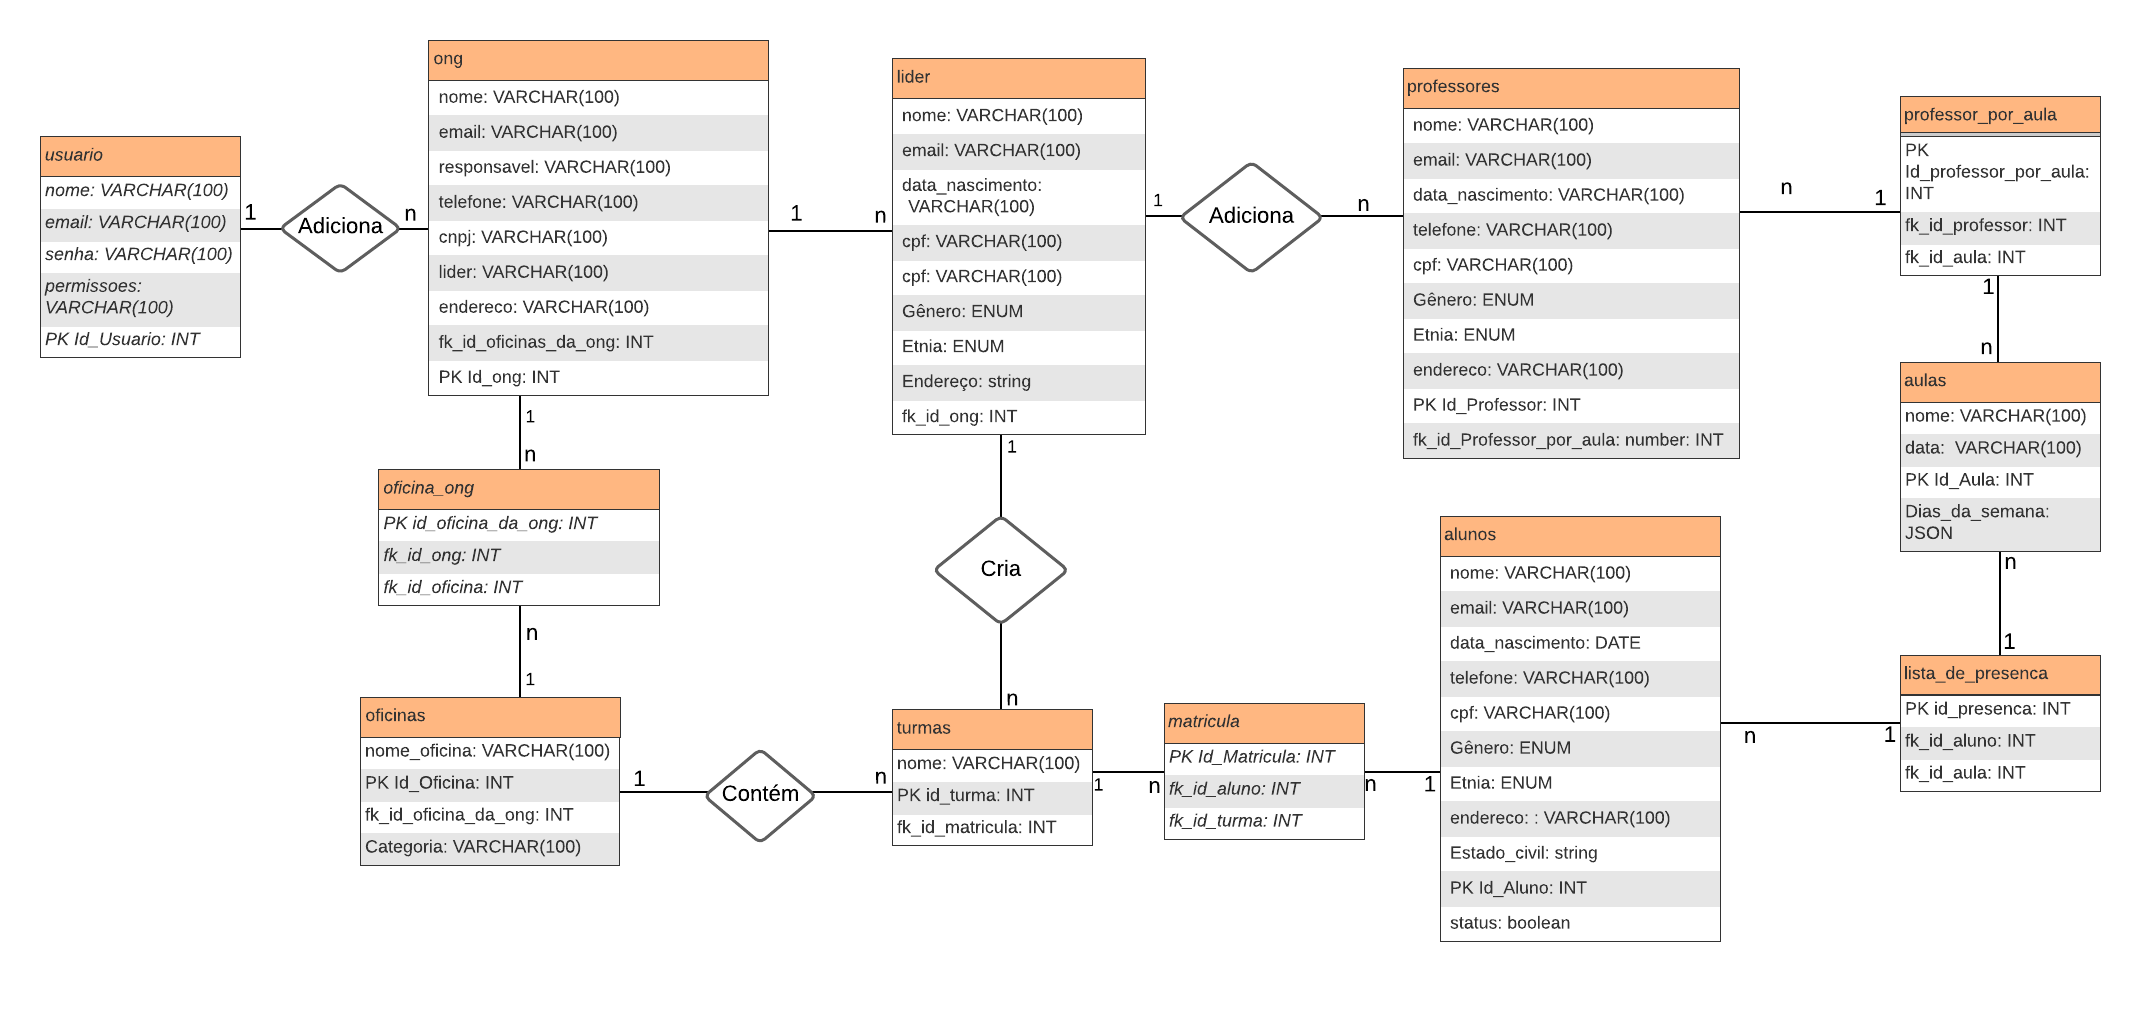 usuario
nome: VARCHAR(100)
email: VARCHAR(100)
senha: VARCHAR(100)
permissoes:
VARCHAR(100)
PK Id_Usuario: INT
1
Adiciona
n
ong
nome: VARCHAR(100)
email: VARCHAR(100)
responsavel: VARCHAR(100)
telefone: VARCHAR(100)
cnpj: VARCHAR(100)
lider: VARCHAR(100)
endereco: VARCHAR(100)
fk_id_oficinas_da_ong: INT
PK Id_ong: INT
1
n
lider
nome: VARCHAR(100)
email: VARCHAR(100)
data_nascimento:
VARCHAR(100)
cpf: VARCHAR(100)
cpf: VARCHAR(100)
Gênero: ENUM
Etnia: ENUM
Endereço: string
fk_id_ong: INT
1
Adiciona
n
professores
nome: VARCHAR(100)
email: VARCHAR(100)
data_nascimento: VARCHAR(100)
telefone: VARCHAR(100)
cpf: VARCHAR(100)
Gênero: ENUM
Etnia: ENUM
endereco: VARCHAR(100)
PK Id_Professor: INT
fk_id_Professor_por_aula: number: INT
n
1
professor_por_aula
PK
Id_professor_por_aula:
INT
fk_id_professor: INT
fk_id_aula: INT
1
n
aulas
nome: VARCHAR(100)
data: VARCHAR(100)
PK Id_Aula: INT
Dias_da_semana:
JSON
n
1
lista_de_presenca
PK id_presenca: INT
fk_id_aluno: INT
fk_id_aula: INT
1
n
oficina_ong
PK id_oficina_da_ong: INT
fk_id_ong: INT
fk_id_oficina: INT
n
1
oficinas
nome_oficina: VARCHAR(100)
PK Id_Oficina: INT
fk_id_oficina_da_ong: INT
Categoria: VARCHAR(100)
1
Contém
n
1
Cria
n
turmas
nome: VARCHAR(100)
PK id_turma: INT
fk_id_matricula: INT
1
n
matricula
PK Id_Matricula: INT
fk_id_aluno: INT
fk_id_turma: INT
n
1
alunos
nome: VARCHAR(100)
email: VARCHAR(100)
data_nascimento: DATE
telefone: VARCHAR(100)
cpf: VARCHAR(100)
Gênero: ENUM
Etnia: ENUM
endereco: : VARCHAR(100)
Estado_civil: string
PK Id_Aluno: INT
status: boolean
n
1